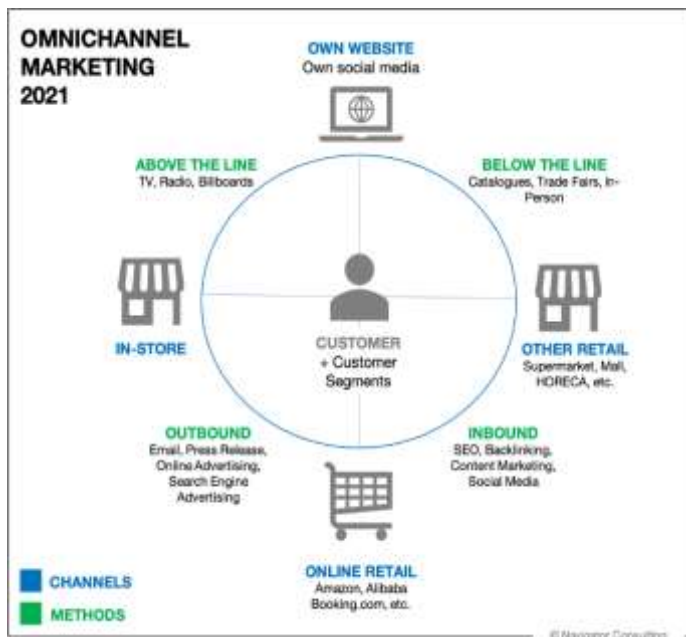 OMNICHANNEL
MARKETING
2021
OWN WEBSITE
Own social media
ABOVE THE LINE
TV, Radio, Billboards
BELOW THE LINE
Catalogues, Trade Fairs, In-
Person
IN-STORE
CUSTOMER
+ Customer
Segments
OTHER RETAIL
Supermarket, Mall,
HORECA, etc.
OUTBOUND
Email, Press Release,
Online Advertising,
Search Engine
Advertising
INBOUND
SEO, Backlinking,
Content Marketing,
Social Media
ONLINE RETAIL
Amazon, Alibaba
Booking.com, etc.
CHANNELS
METHODS
© Navigator Consulting